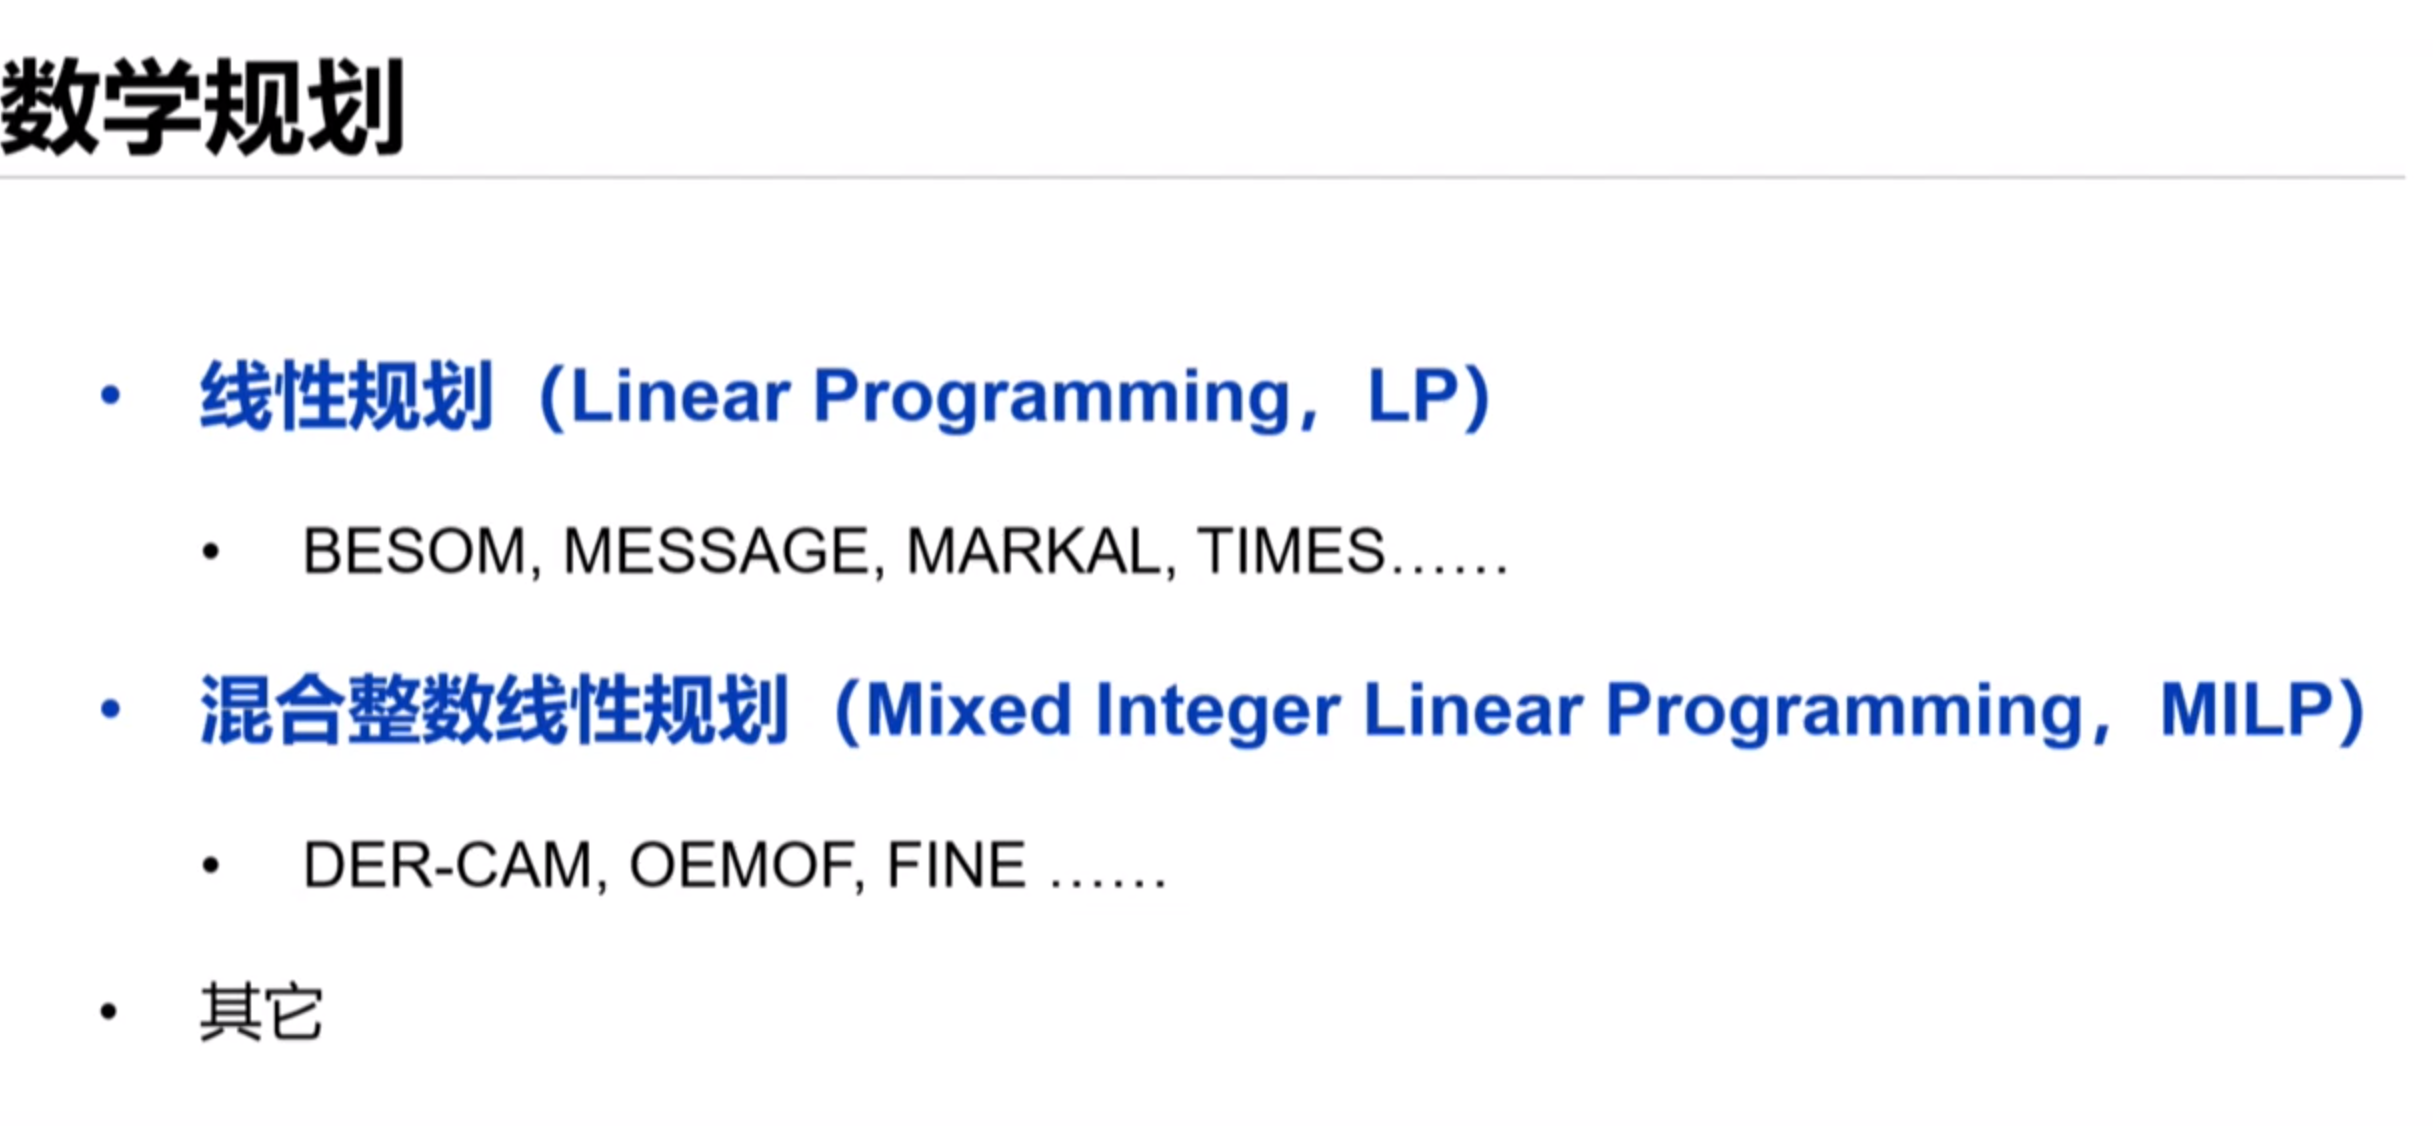 数学规划
• 线性规划（Linear Programming，LP）
• BESOM, MESSAGE, MARKAL, TIMES……
• 混合整数线性规划（Mixed Integer Linear Programming，MILP）
• DER-CAM, OEMOF, FINE ……
• 其它